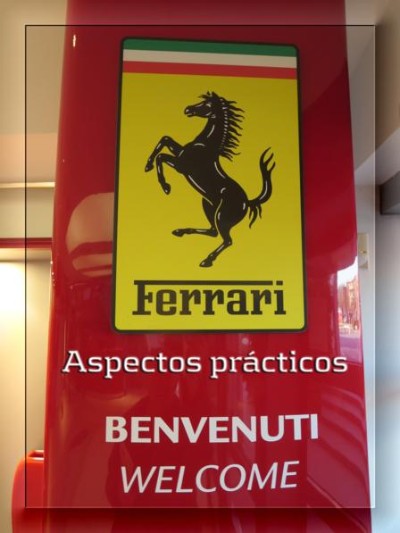 Ferrari
Aspectos prácticos
BENVENUTI
WELCOME